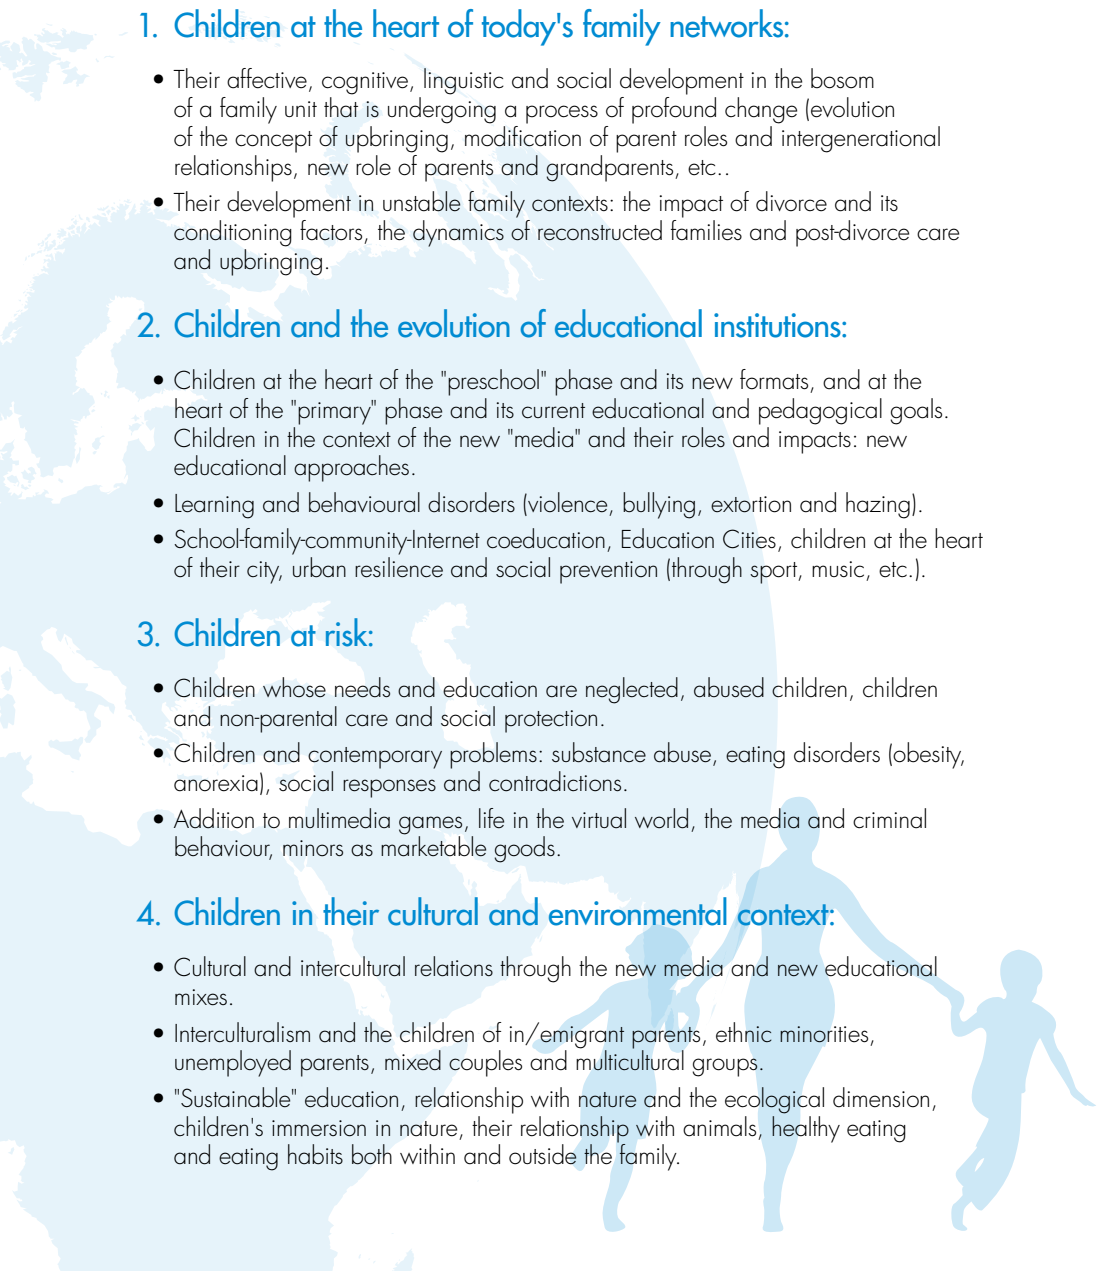 1. Children at the heart of today's family networks:
• Their affective, cognitive, linguistic and social development in the bosom
of a family unit that is undergoing a process of profound change (evolution
of the concept of upbringing, modification of parent roles and intergenerational
relationships, new role of parents and grandparents, etc..
• Their development in unstable family contexts: the impact of divorce and its
conditioning factors, the dynamics of reconstructed families and post-divorce care
and upbringing.
2. Children and the evolution of educational institutions:
• Children at the heart of the "preschool" phase and its new formats, and at the
heart of the "primary" phase and its current educational and pedagogical goals.
Children in the context of the new "media" and their roles and impacts: new
educational approaches.
• Learning and behavioural disorders (violence, bullying, extortion and hazing).
• School-family-community-Internet coeducation, Education Cities, children at the heart
of their city, urban resilience and social prevention (through sport, music, etc.).
3. Children at risk:
• Children whose needs and education are neglected, abused children, children
and non-parental care and social protection.
• Children and contemporary problems: substance abuse, eating disorders (obesity,
anorexia), social responses and contradictions.
• Addition to multimedia games, life in the virtual world, the media and criminal
behaviour, minors as marketable goods.
4. Children in their cultural and environmental context:
• Cultural and intercultural relations through the new media and new educational
mixes.
• Interculturalism and the children of in/emigrant parents, ethnic minorities,
unemployed parents, mixed couples and multicultural groups.
• "Sustainable" education, relationship with nature and the ecological dimension,
children's immersion in nature, their relationship with animals, healthy eating
and eating habits both within and outside the family.